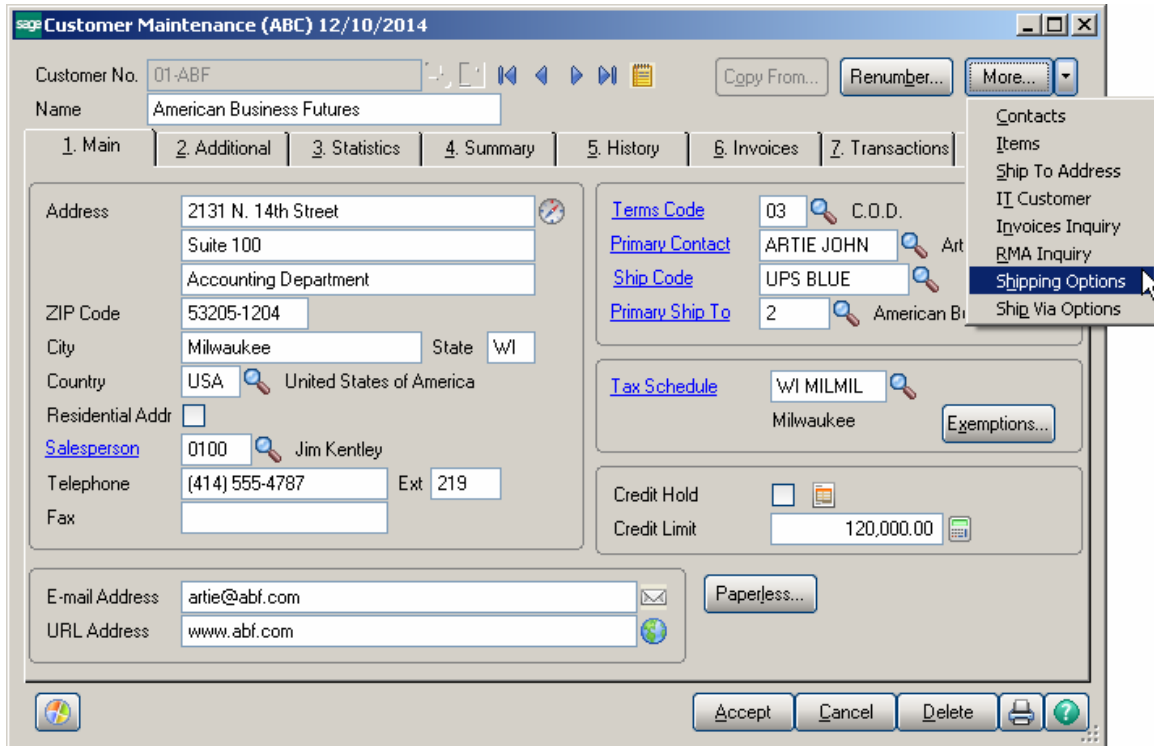 sage Customer Maintenance (ABC) 12/10/2014
Customer No. 01-ABF Copy From... Renumber... More...
Name American Business Futures
1. Main 2. Additional 3. Statistics 4. Summary 5. History 6. Invoices 7. Transactions
Contacts
Items
Ship To Address
IT Customer
Invoices Inquiry
RMA Inquiry
Shipping Options
Ship Via Options
Address 2131 N. 14th Street
Suite 100
Accounting Department
ZIP Code 53205-1204
City Milwaukee State WI
Country USA United States of America
Residential Addr
Salesperson 0100 Jim Kentley
Telephone (414) 555-4787 Ext 219
Fax
Terms Code 03 C.O.D.
Primary Contact ARTIE JOHN Art
Ship Code UPS BLUE
Primary Ship To 2 American Bu
Tax Schedule WI MILMIL
Milwaukee Exemptions...
Credit Hold
Credit Limit 120,000.00
E-mail Address artie@abf.com Paperless...
URL Address www.abf.com
Accept Cancel Delete